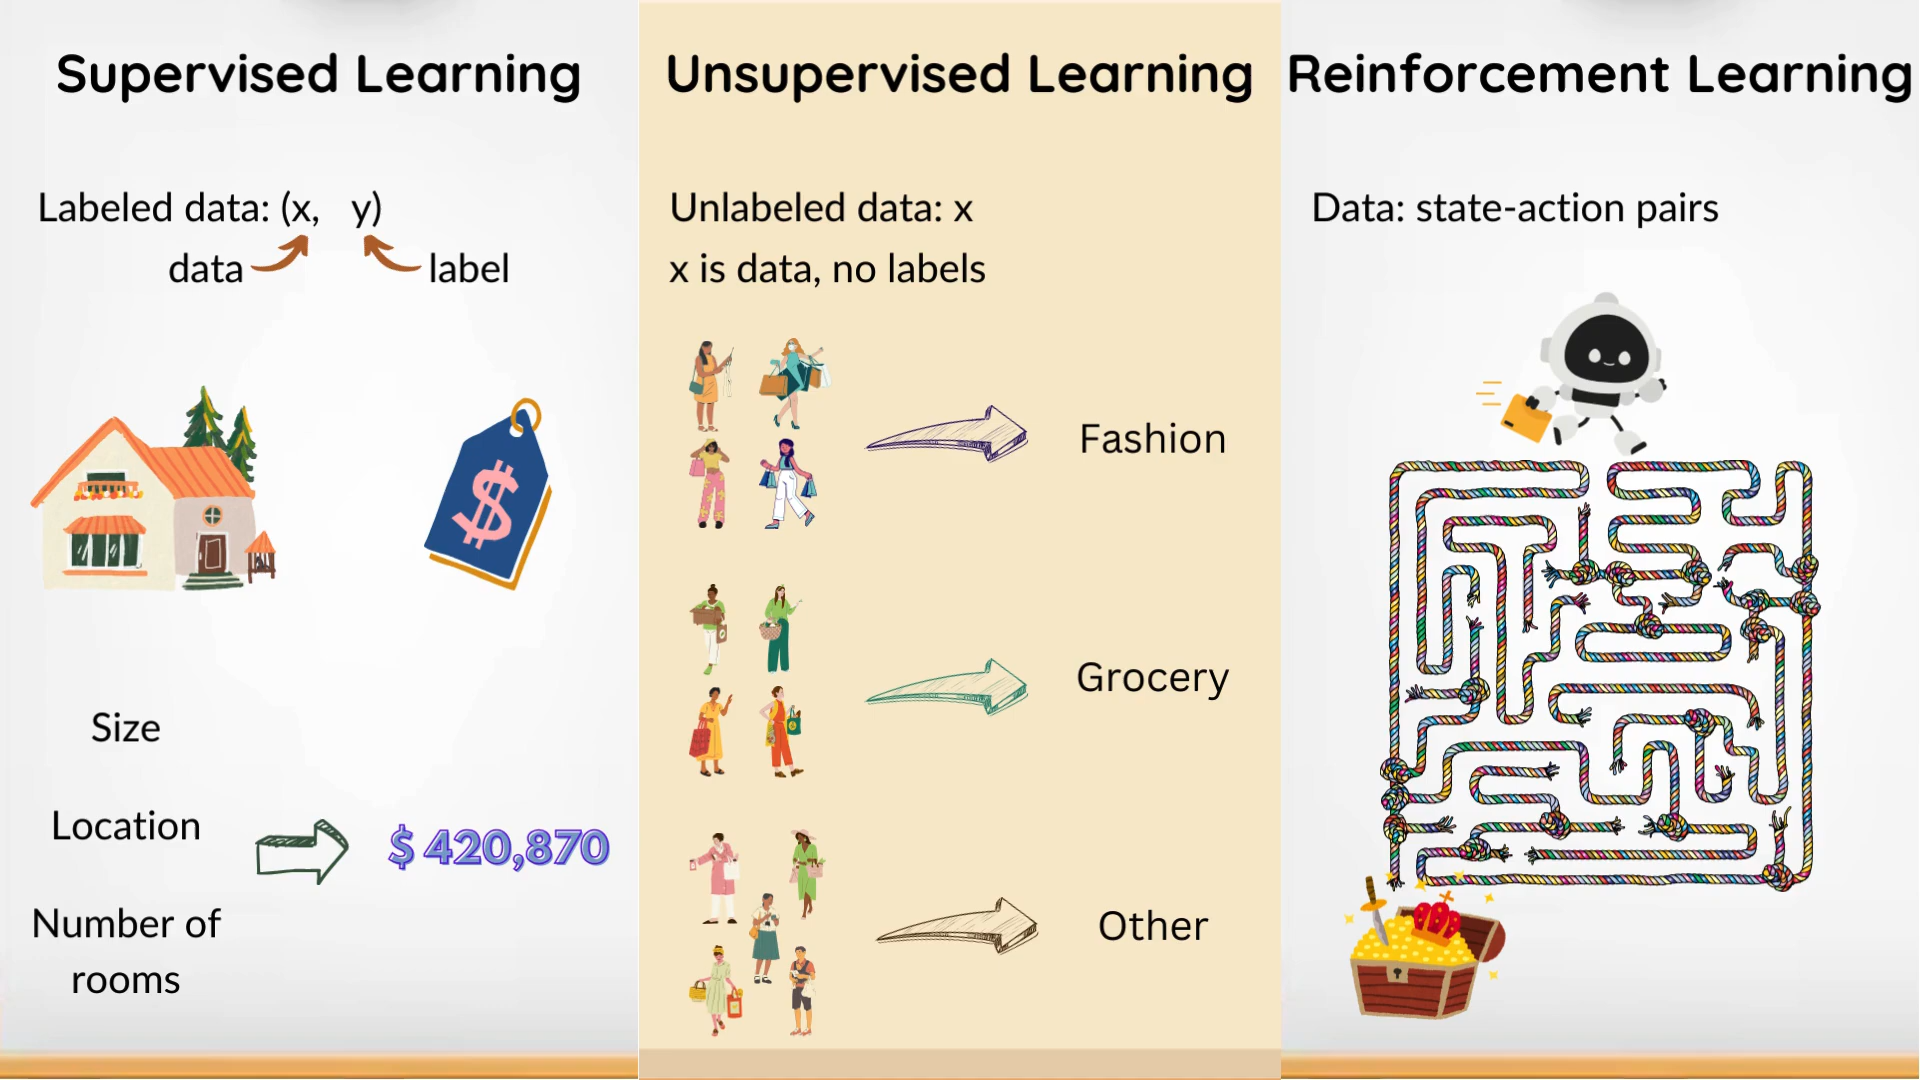 Supervised Learning
Labeled data: (x, y)
data
label
$
Size
Location
Number of
rooms
$ 420,870
Unsupervised Learning
Unlabeled data: x
x is data, no labels
Fashion
Grocery
Other
Reinforcement Learning
Data: state-action pairs